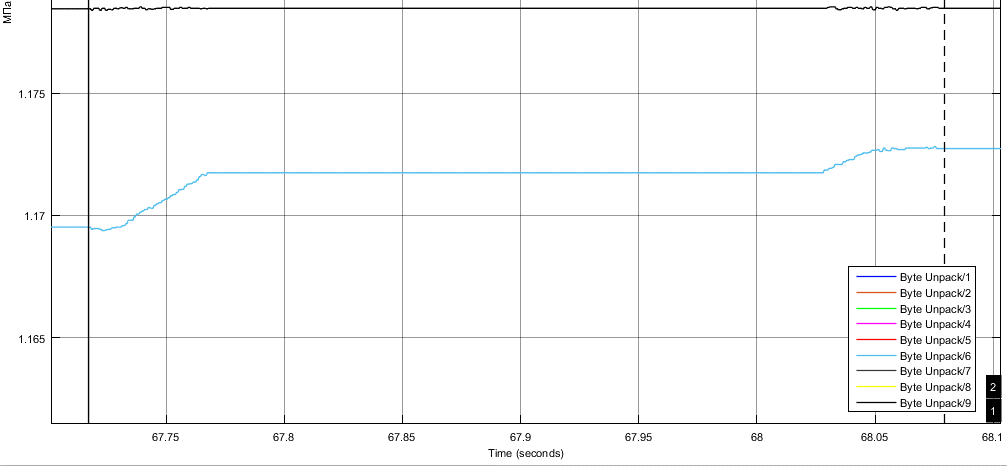 МПа
1.175
1.17
1.165
Byte Unpack/1
Byte Unpack/2
Byte Unpack/3
Byte Unpack/4
Byte Unpack/5
Byte Unpack/6
Byte Unpack/7
Byte Unpack/8
Byte Unpack/9
2
1
67.75 67.8 67.85 67.9 67.95 68 68.05 68.1
Time (seconds)